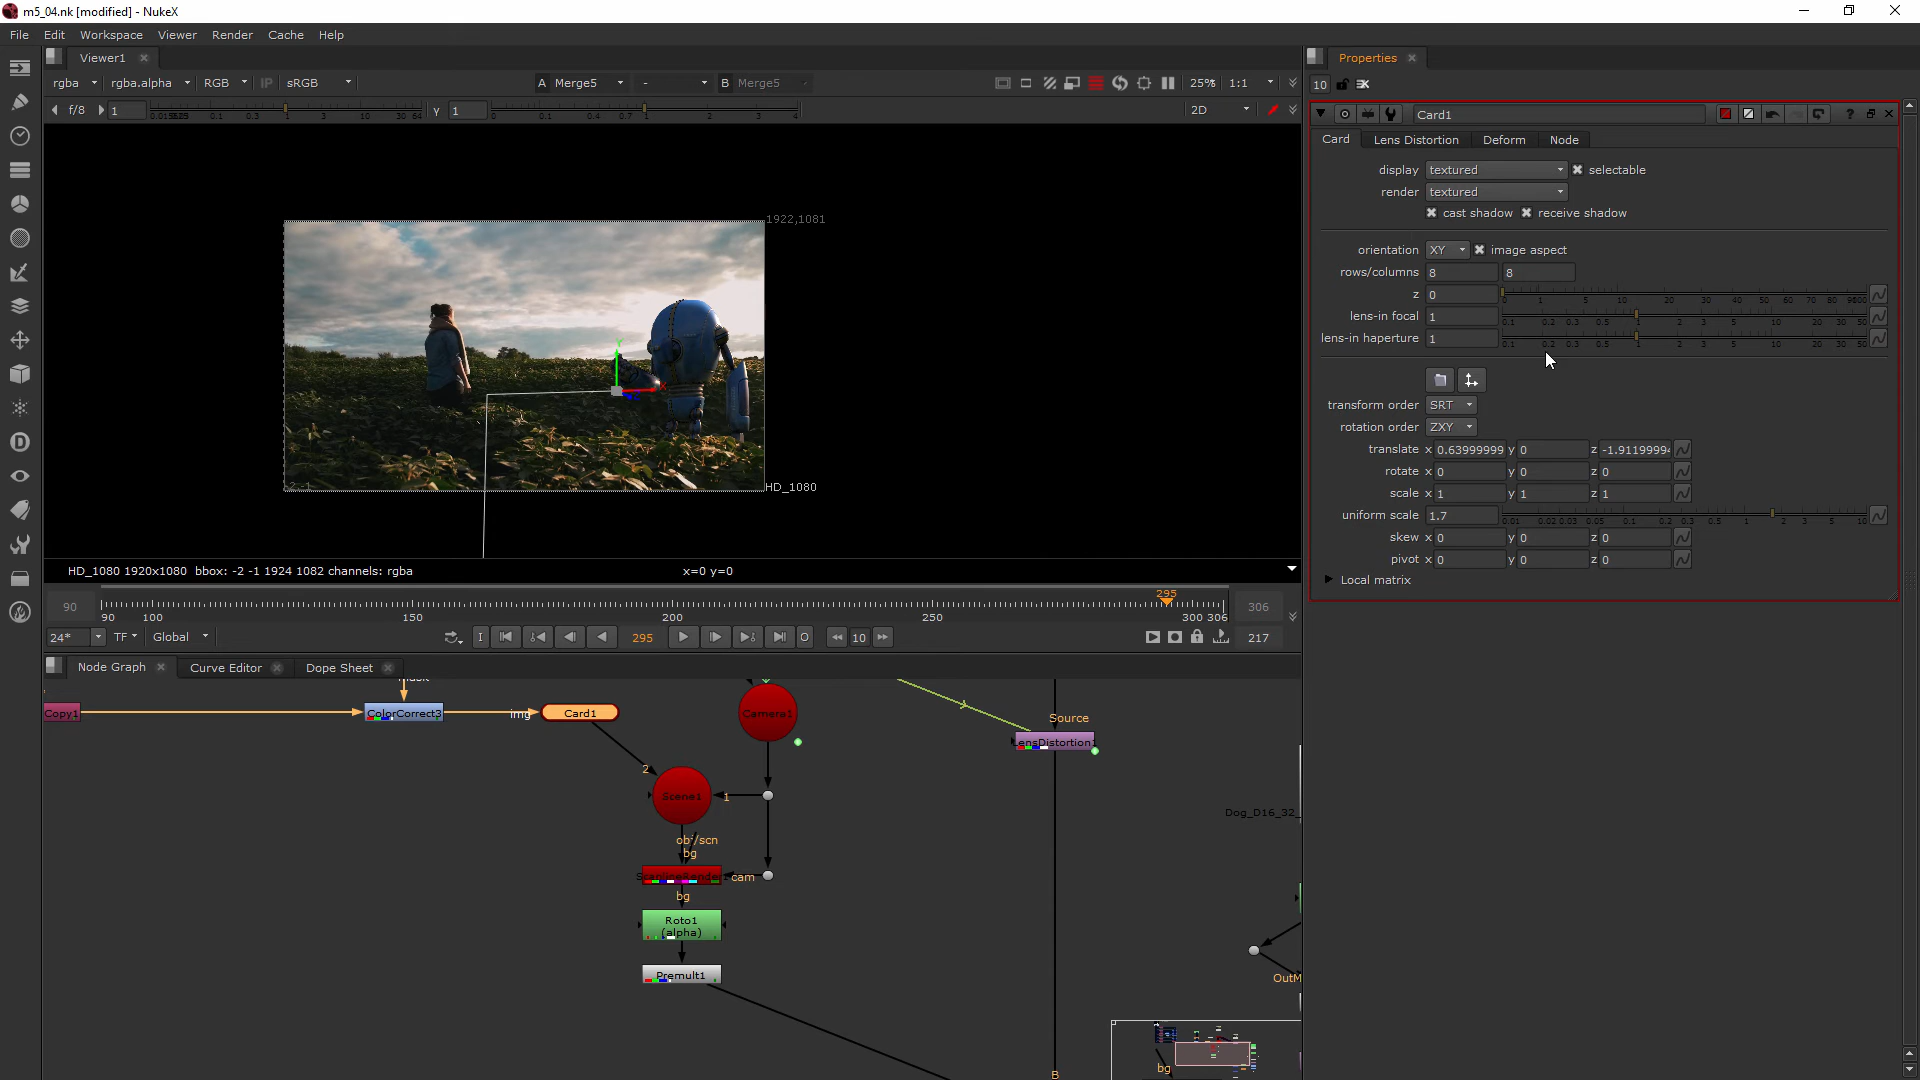 m5_04.nk [modified] - NukeX
File Edit Workspace Viewer Render Cache Help
Viewer1
rgba rgba.alpha RGB IP sRGB A Merge5 - B Merge5 25% 1:1
f/8 1 Y 1 2D
1922,1081
HD_1080
HD_1080 1920x1080 bbox: -2 -1 1924 1082 channels: rgba x=0 y=0
295
90 306
90 100 150 200 250 300 306
24* TF Global I 295 O 10 217
Node Graph Curve Editor Dope Sheet
mask
Copy1 ColorCorrect3 img Card1 Camera1
Source
LensDistortion1
2
Scene1 1
Dog_D16_32_
obj/scn
bg
ScanlineRender1 cam
bg
Roto1
(alpha)
Premult1
OutM
bg
B
Properties
10
Card1
Card Lens Distortion Deform Node
display textured selectable
render textured
cast shadow receive shadow
orientation XY image aspect
rows/columns 8 8
z 0
lens-in focal 1
lens-in haperture 1
transform order SRT
rotation order ZXY
translate x 0.63999999 y 0 z -1.9119999
rotate x 0 y 0 z 0
scale x 1 y 1 z 1
uniform scale 1.7
skew x 0 y 0 z 0
pivot x 0 y 0 z 0
Local matrix